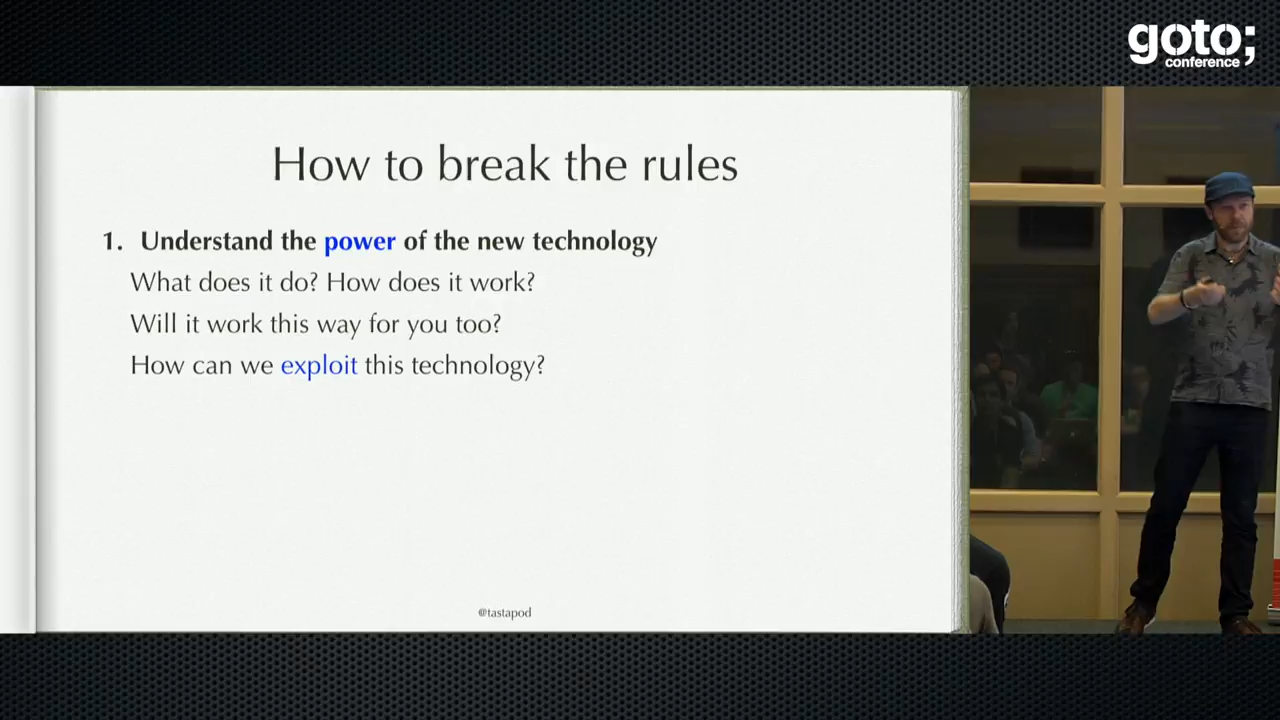 goto;
conference
How to break the rules
1. Understand the power of the new technology
What does it do? How does it work?
Will it work this way for you too?
How can we exploit this technology?
@tastapod